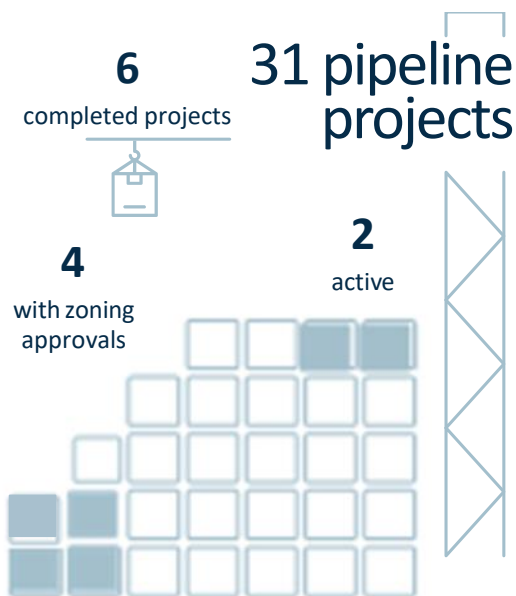 31 pipeline
projects
6
completed projects
2
active
4
with zoning
approvals